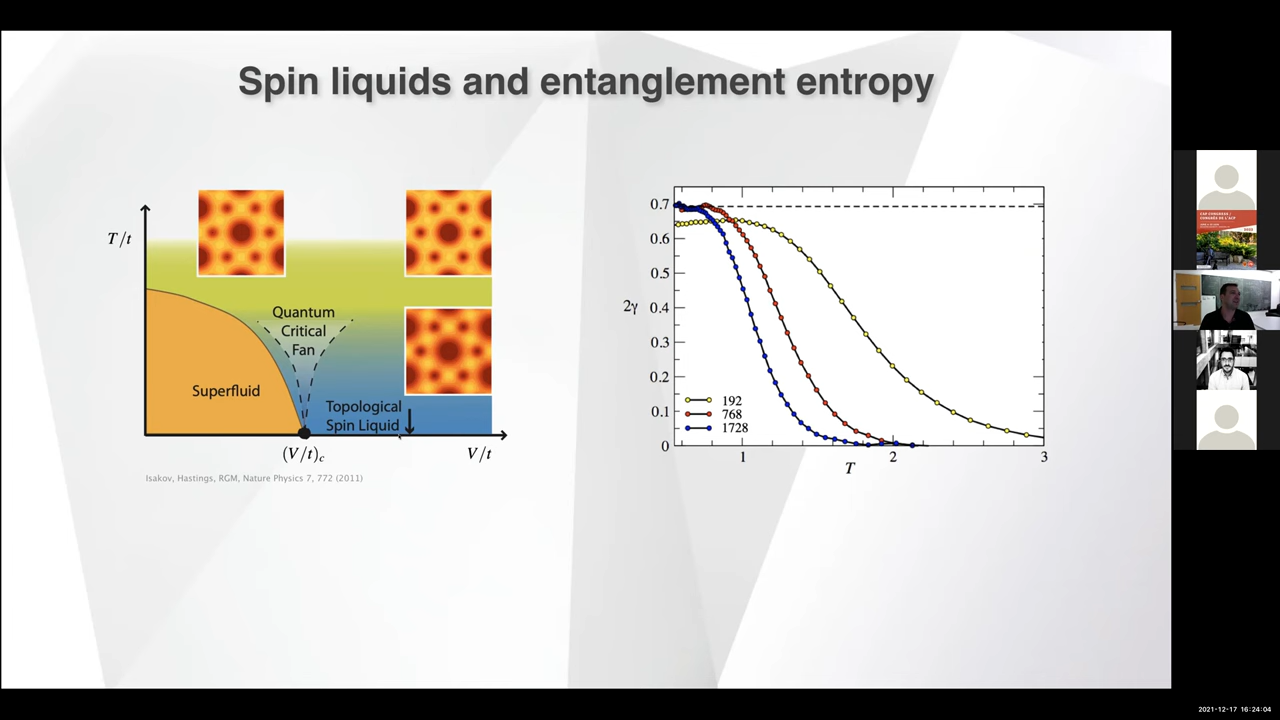 Spin liquids and entanglement entropy
T/t
Quantum
Critical
Fan
Superfluid
Topological
Spin Liquid
(V/t)c
V/t
Isakov, Hastings, RGM, Nature Physics 7, 772 (2011)
0.7
0.6
0.5
0.4
0.3
0.2
0.1
0
2γ
192
768
1728
1
2
3
T
2021-12-17 16:24:04